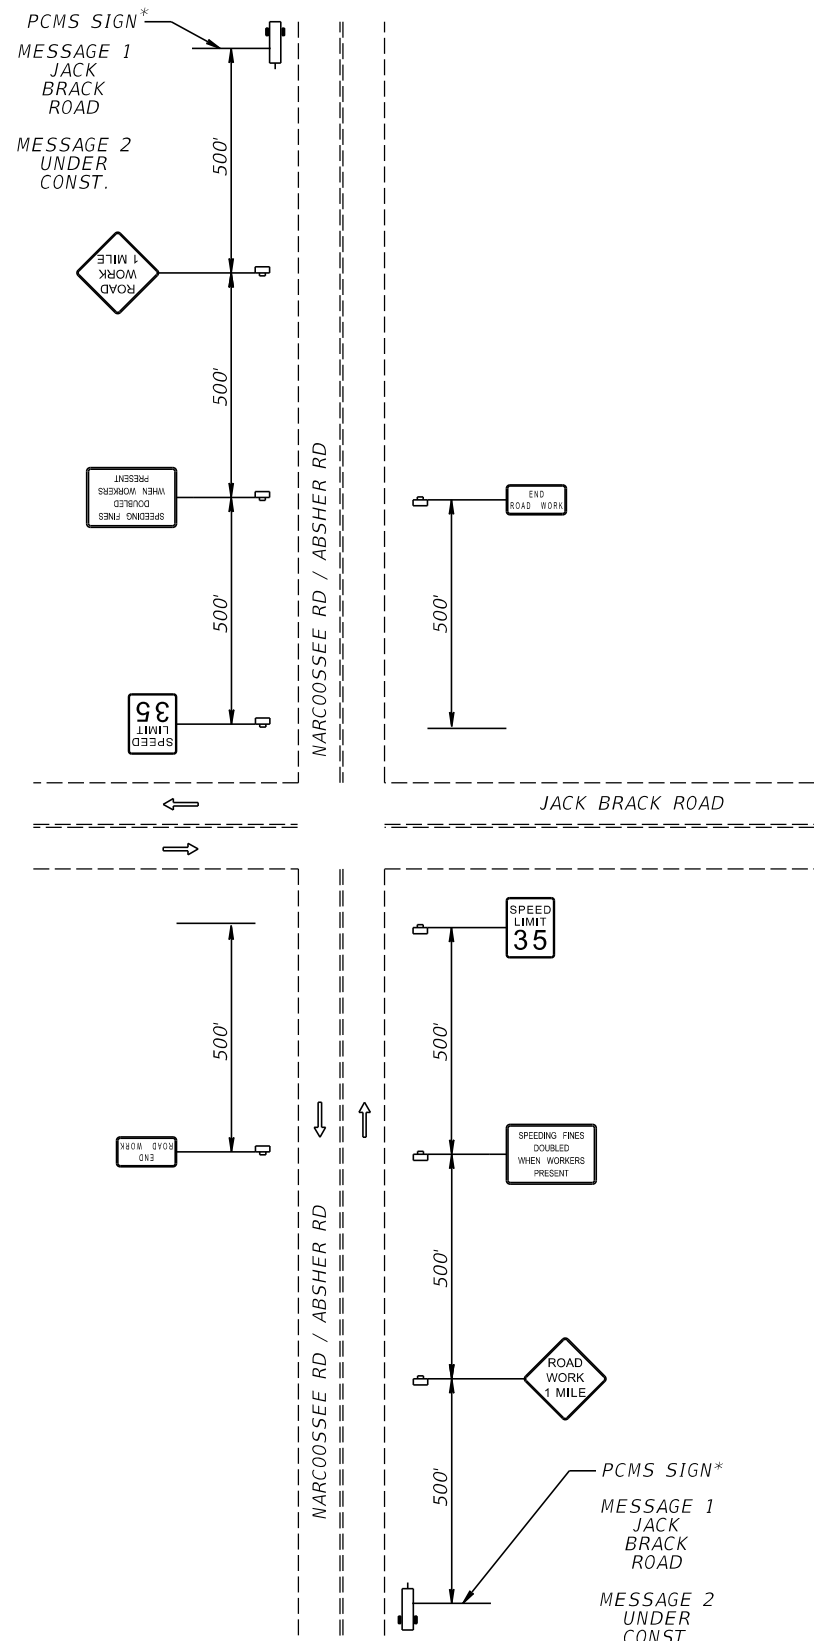 PCMS SIGN*
MESSAGE 1
JACK
BRACK
ROAD
MESSAGE 2
UNDER
CONST.
500'
ROAD
WORK
1 MILE
500'
SPEEDING FINES
DOUBLED
WHEN WORKERS
PRESENT
END
ROAD WORK
NARCOOSSEE RD / ABSHER RD
500'
500'
SPEED
LIMIT
35
JACK BRACK ROAD
SPEED
LIMIT
35
500'
500'
END
ROAD WORK
SPEEDING FINES
DOUBLED
WHEN WORKERS
PRESENT
NARCOOSSEE RD / ABSHER RD
500'
ROAD
WORK
1 MILE
500'
PCMS SIGN*
MESSAGE 1
JACK
BRACK
ROAD
MESSAGE 2
UNDER
CONST